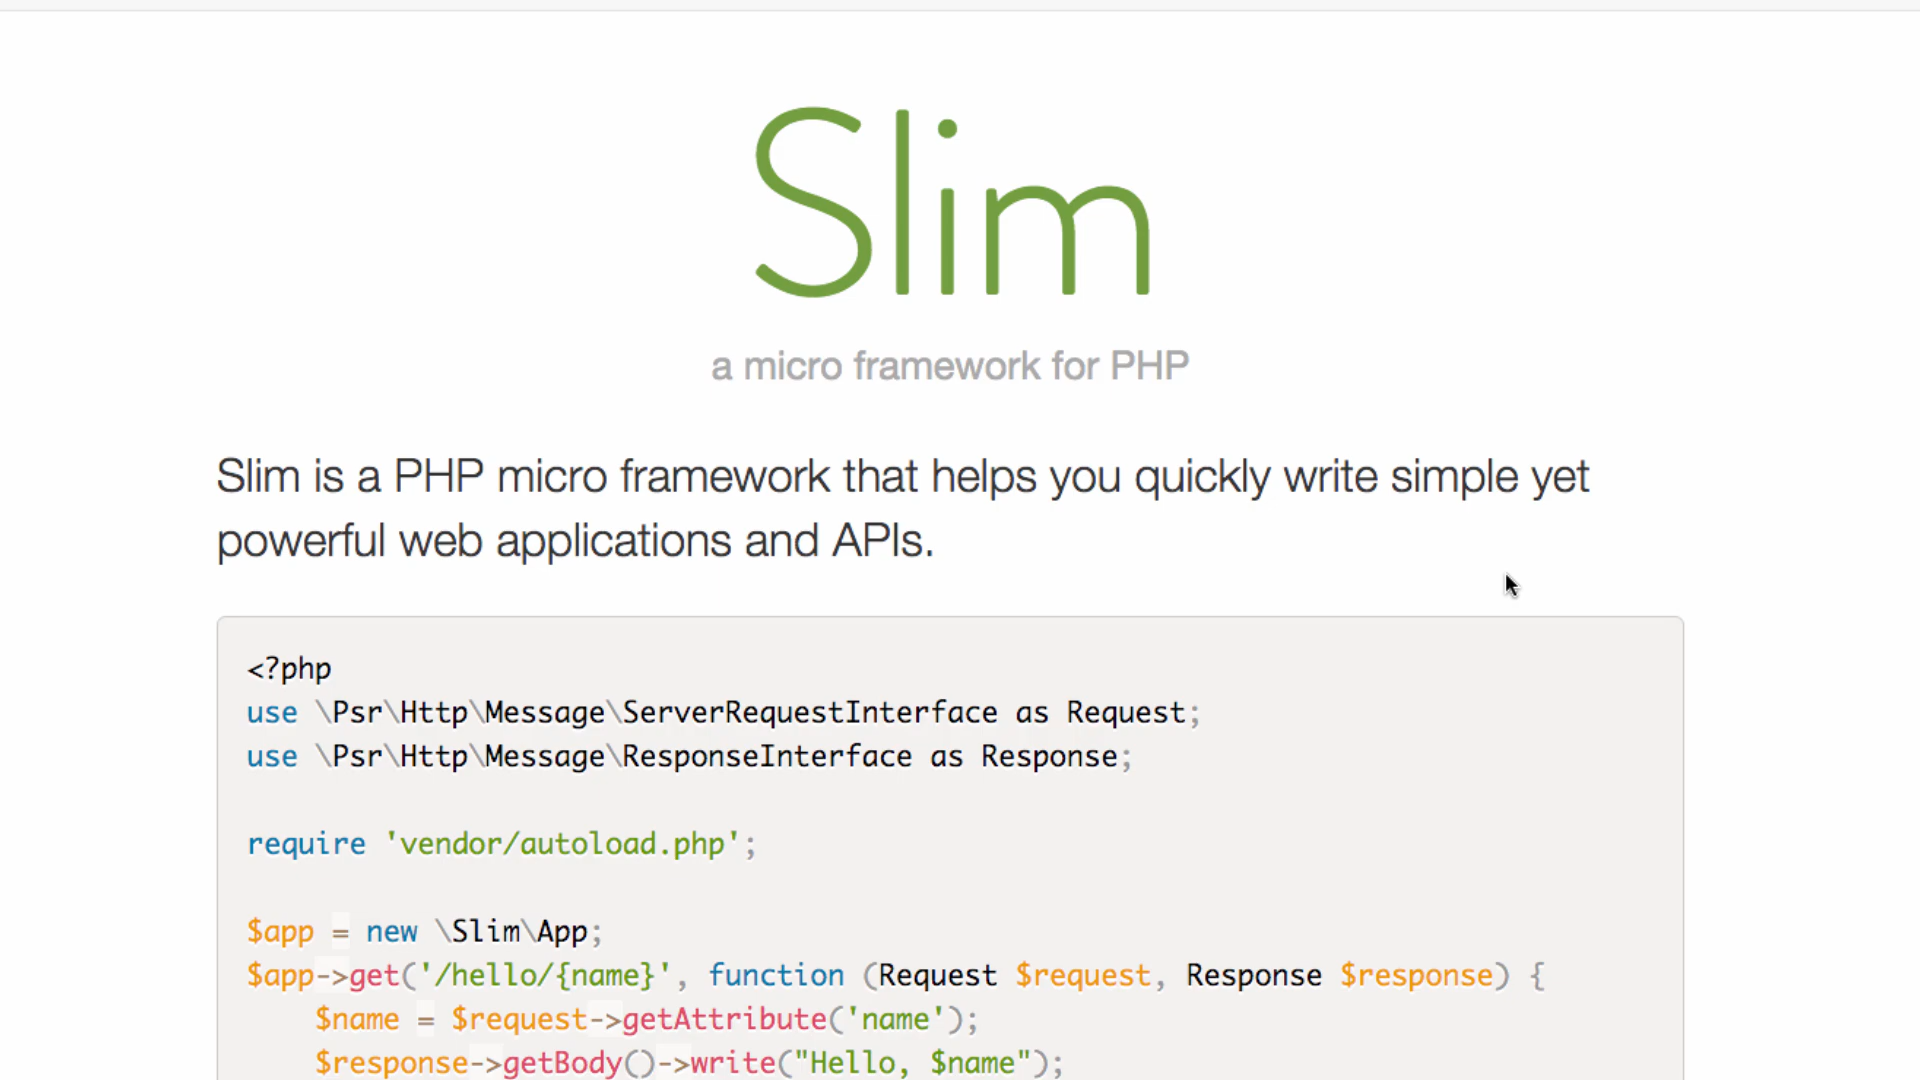 Slim
a micro framework for PHP
Slim is a PHP micro framework that helps you quickly write simple yet
powerful web applications and APIs.
<?php
use \Psr\Http\Message\ServerRequestInterface as Request;
use \Psr\Http\Message\ResponseInterface as Response;
require 'vendor/autoload.php';
$app = new \Slim\App;
$app->get('/hello/{name}', function (Request $request, Response $response) {
    $name = $request->getAttribute('name');
    $response->getBody()->write("Hello, $name");